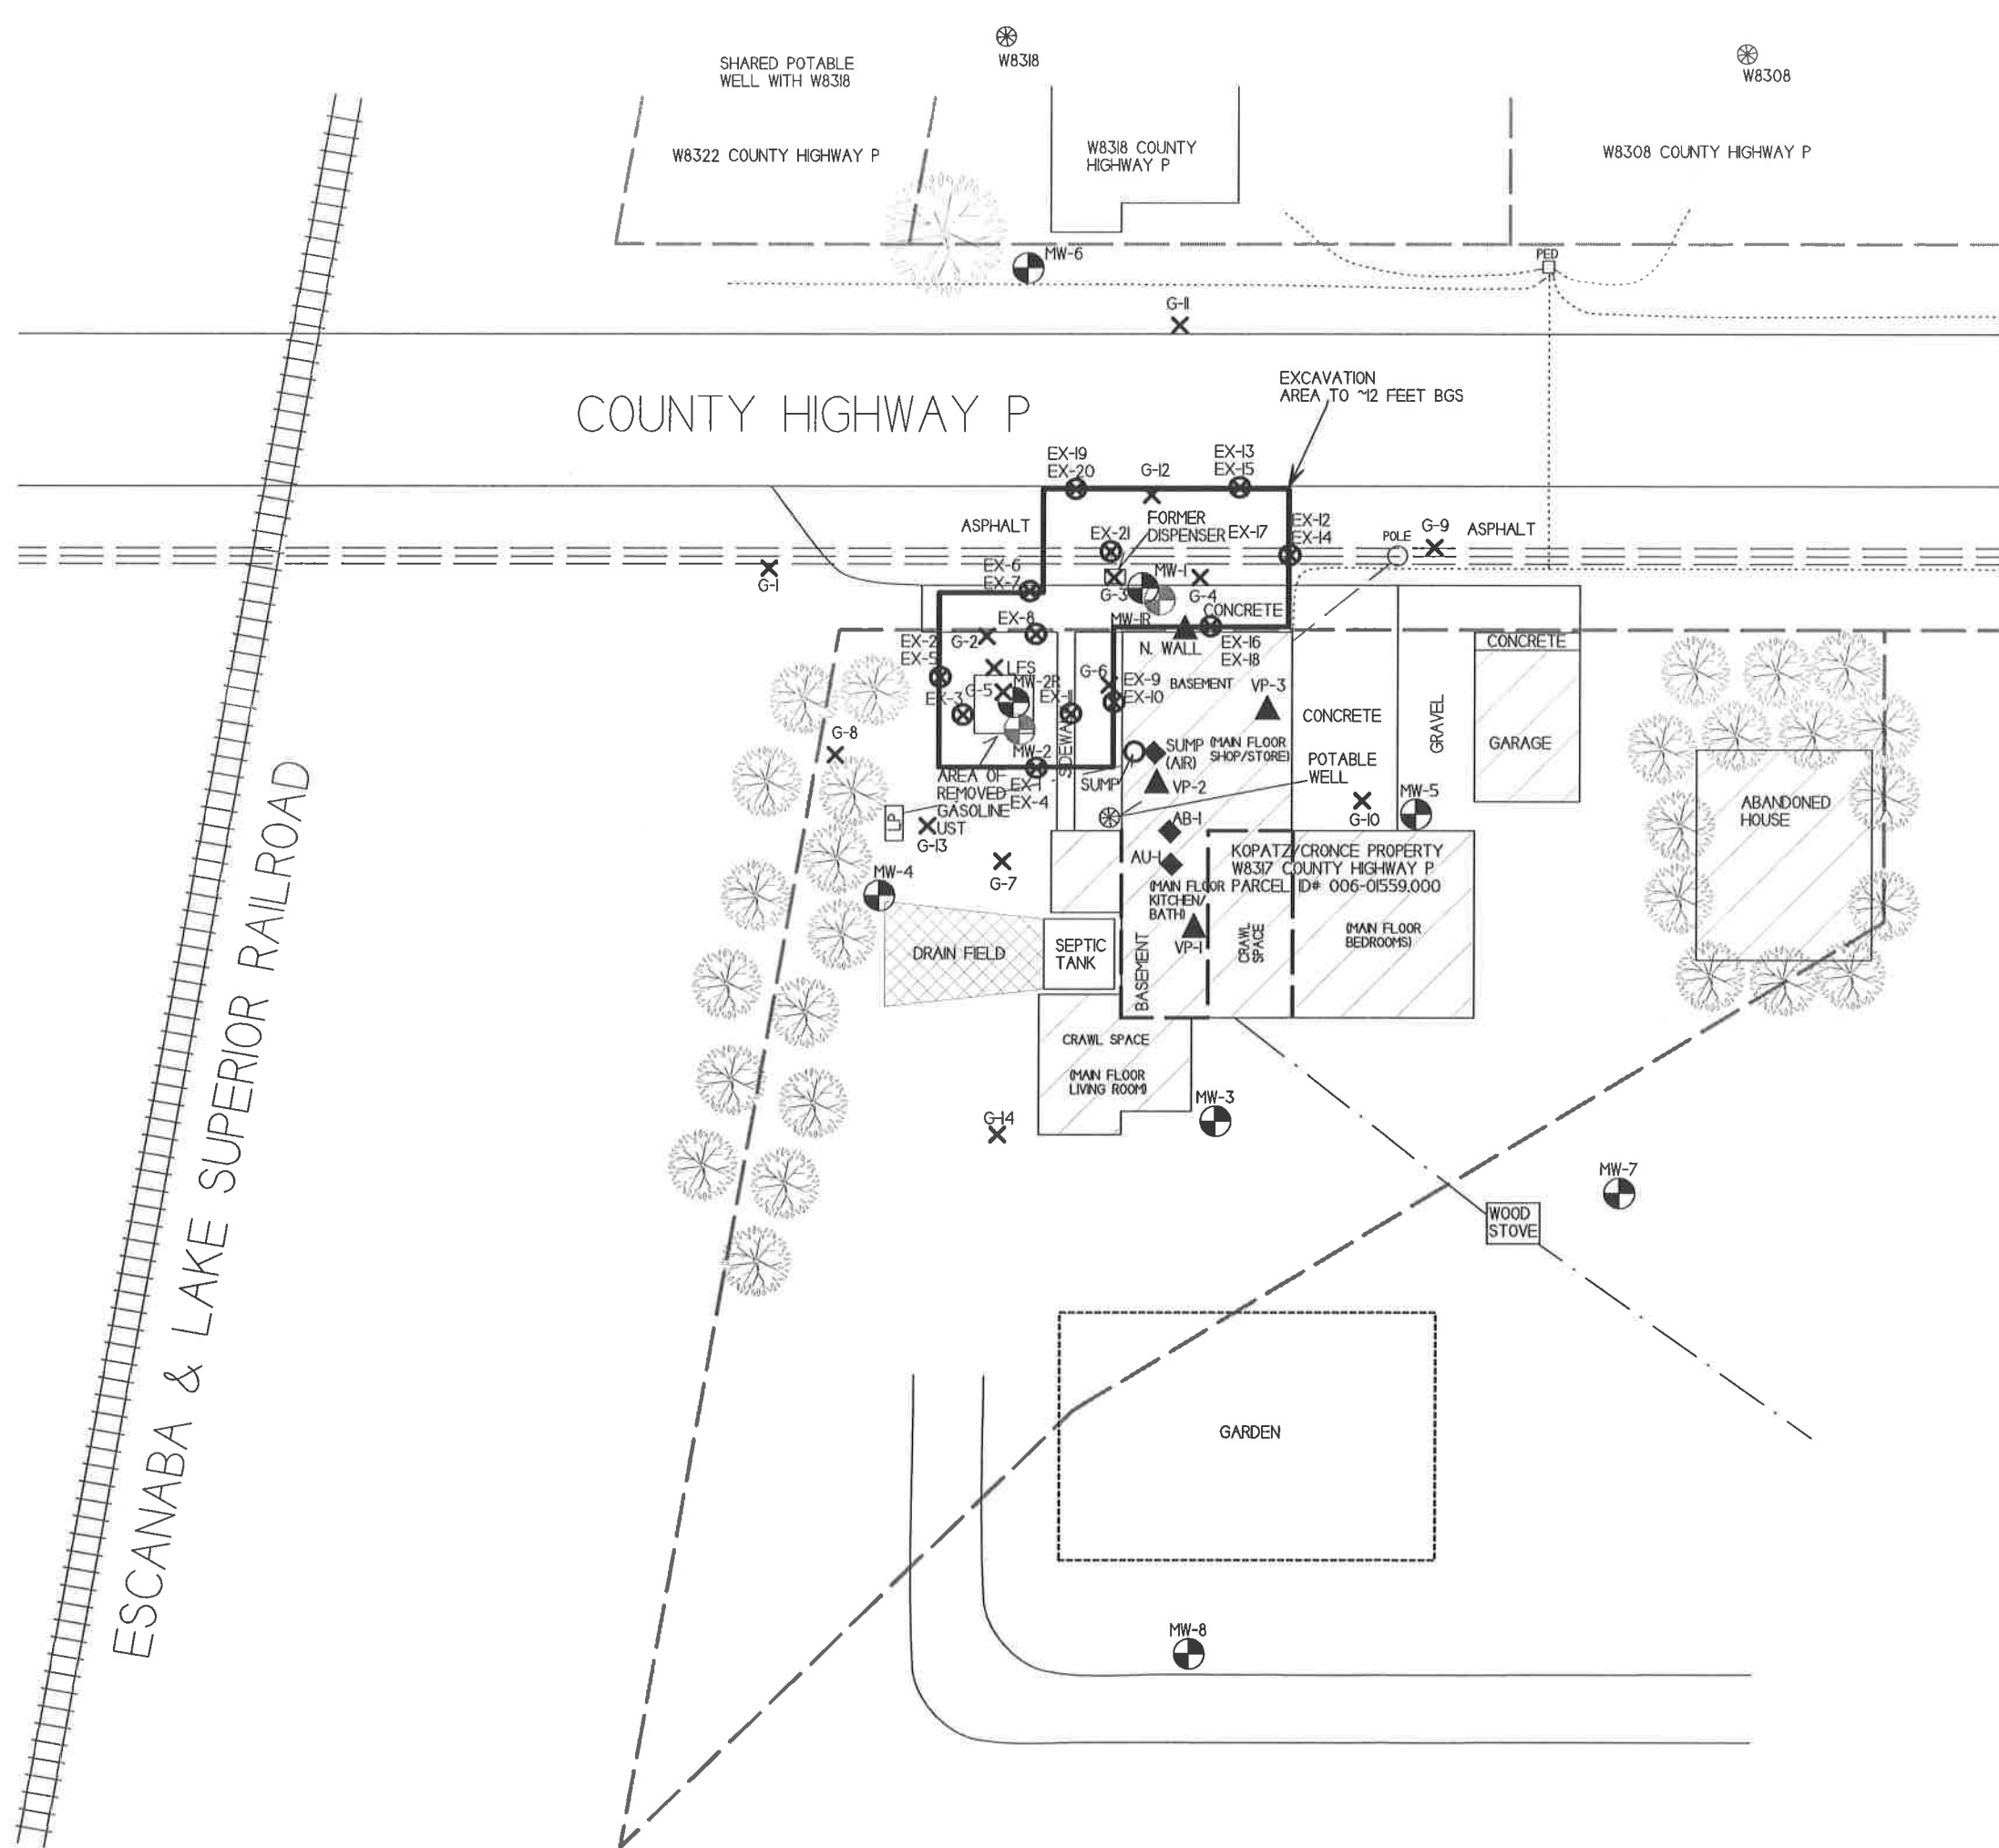 W8318
SHARED POTABLE
WELL WITH W8318
W8308
W8322 COUNTY HIGHWAY P
W8318 COUNTY
HIGHWAY P
W8308 COUNTY HIGHWAY P
MW-6
PED
G-11
EXCAVATION
AREA TO ~12 FEET BGS
COUNTY HIGHWAY P
EX-19
EX-20
G-12
EX-13
EX-15
ASPHALT
FORMER
DISPENSER
EX-17
EX-21
EX-12
EX-14
POLE
G-9
ASPHALT
G-1
EX-6
EX-7
MW-1
G-3
G-4
CONCRETE
MW-1R
EX-8
EX-2
EX-5
G-2
N. WALL
EX-16
EX-18
CONCRETE
LFS
G-5
MW-2R
EX-3
EX-11
G-6
EX-9
EX-10
BASEMENT
VP-3
CONCRETE
GRAVEL
GARAGE
G-8
MW-2
SIDEWALK
SUMP
(AIR)
(MAIN FLOOR
SHOP/STORE)
POTABLE
WELL
SUMP
VP-2
AREA OF
REMOVED
GASOLINE
UST
EX-1
EX-4
LP
G-13
G-10
MW-5
ABANDONED
HOUSE
AB-1
AU-1
G-7
MW-4
KOPATZ/CRONCE PROPERTY
W8317 COUNTY HIGHWAY P
PARCEL ID# 006-01559.000
(MAIN FLOOR
KITCHEN/
BATH)
VP-1
DRAIN FIELD
SEPTIC
TANK
BASEMENT
CRAWL
SPACE
(MAIN FLOOR
BEDROOMS)
CRAWL SPACE
(MAIN FLOOR
LIVING ROOM)
MW-3
G-14
MW-7
WOOD
STOVE
ESCANABA & LAKE SUPERIOR RAILROAD
GARDEN
MW-8